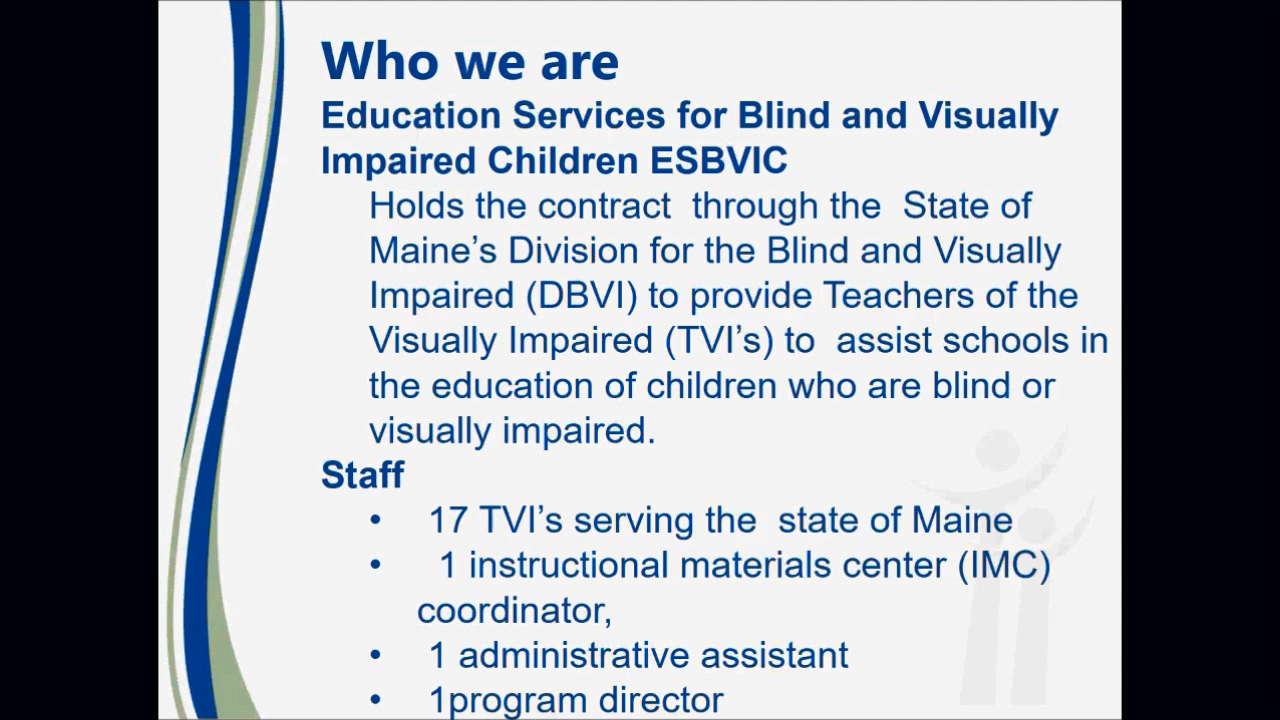 Who we are
Education Services for Blind and Visually
Impaired Children ESBVIC
Holds the contract  through the  State of
Maine’s Division for the Blind and Visually
Impaired (DBVI) to provide Teachers of the
Visually Impaired (TVI’s) to  assist schools in
the education of children who are blind or
visually impaired.
Staff
• 17 TVI’s serving the  state of Maine
• 1 instructional materials center (IMC)
coordinator,
• 1 administrative assistant
• 1program director